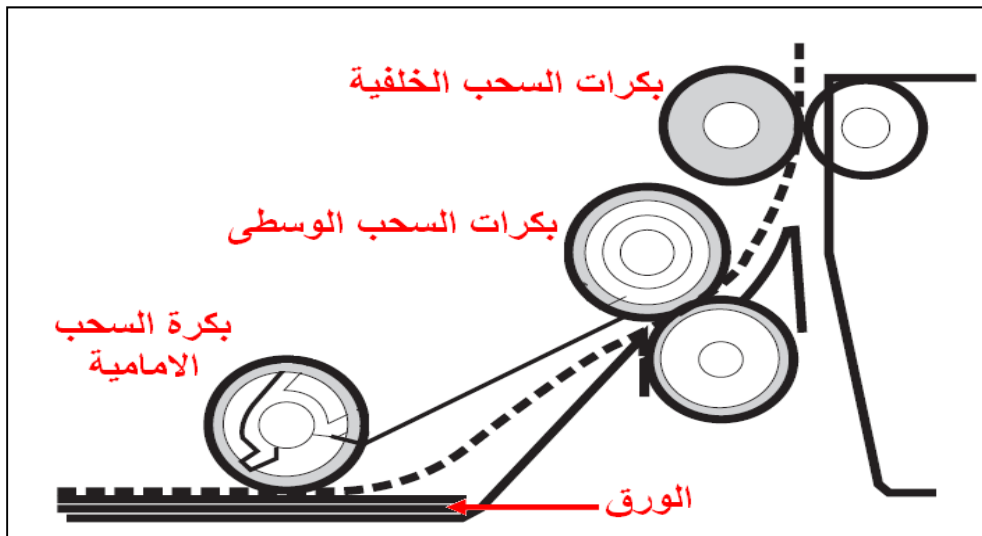 بكرات السحب الخلفية
بكرات السحب الوسطى
بكرة السحب
الامامية
الورق